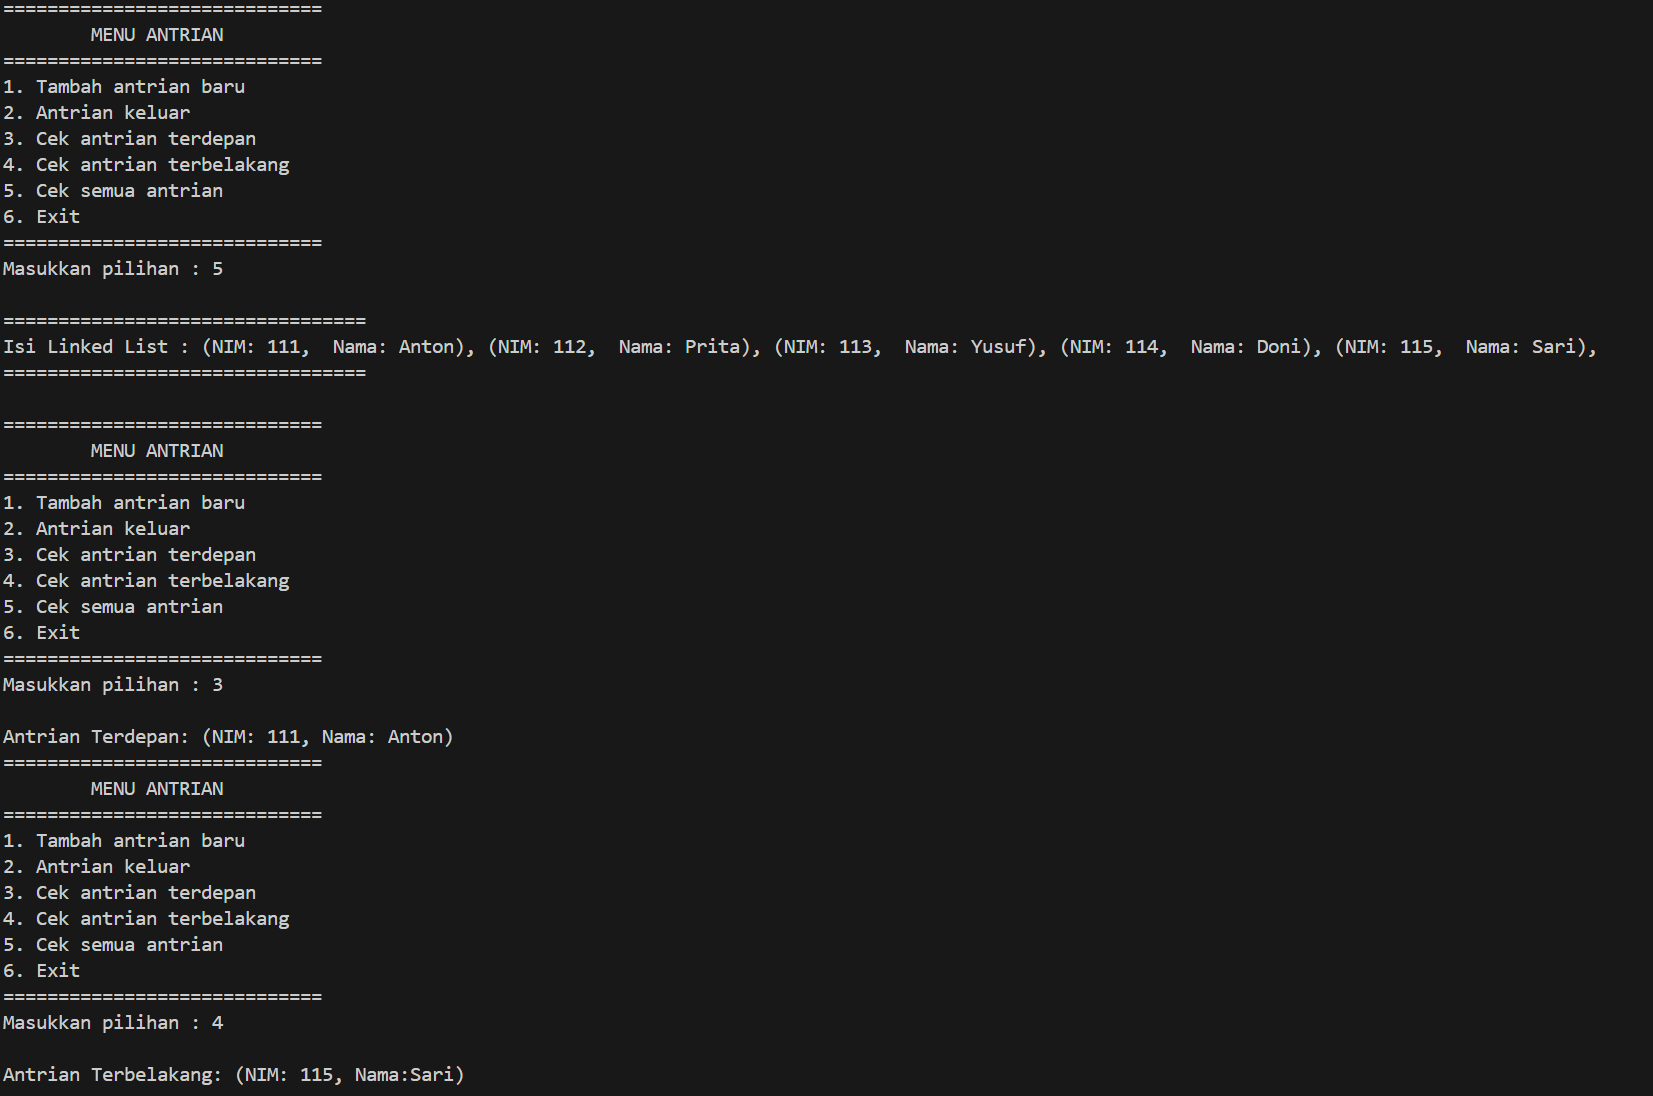 =============================
        MENU ANTRIAN
=============================
1. Tambah antrian baru
2. Antrian keluar
3. Cek antrian terdepan
4. Cek antrian terbelakang
5. Cek semua antrian
6. Exit
=============================
Masukkan pilihan : 5

=================================
Isi Linked List : (NIM: 111,  Nama: Anton), (NIM: 112,  Nama: Prita), (NIM: 113,  Nama: Yusuf), (NIM: 114,  Nama: Doni), (NIM: 115,  Nama: Sari),
=================================

=============================
        MENU ANTRIAN
=============================
1. Tambah antrian baru
2. Antrian keluar
3. Cek antrian terdepan
4. Cek antrian terbelakang
5. Cek semua antrian
6. Exit
=============================
Masukkan pilihan : 3

Antrian Terdepan: (NIM: 111, Nama: Anton)
=============================
        MENU ANTRIAN
=============================
1. Tambah antrian baru
2. Antrian keluar
3. Cek antrian terdepan
4. Cek antrian terbelakang
5. Cek semua antrian
6. Exit
=============================
Masukkan pilihan : 4

Antrian Terbelakang: (NIM: 115, Nama:Sari)